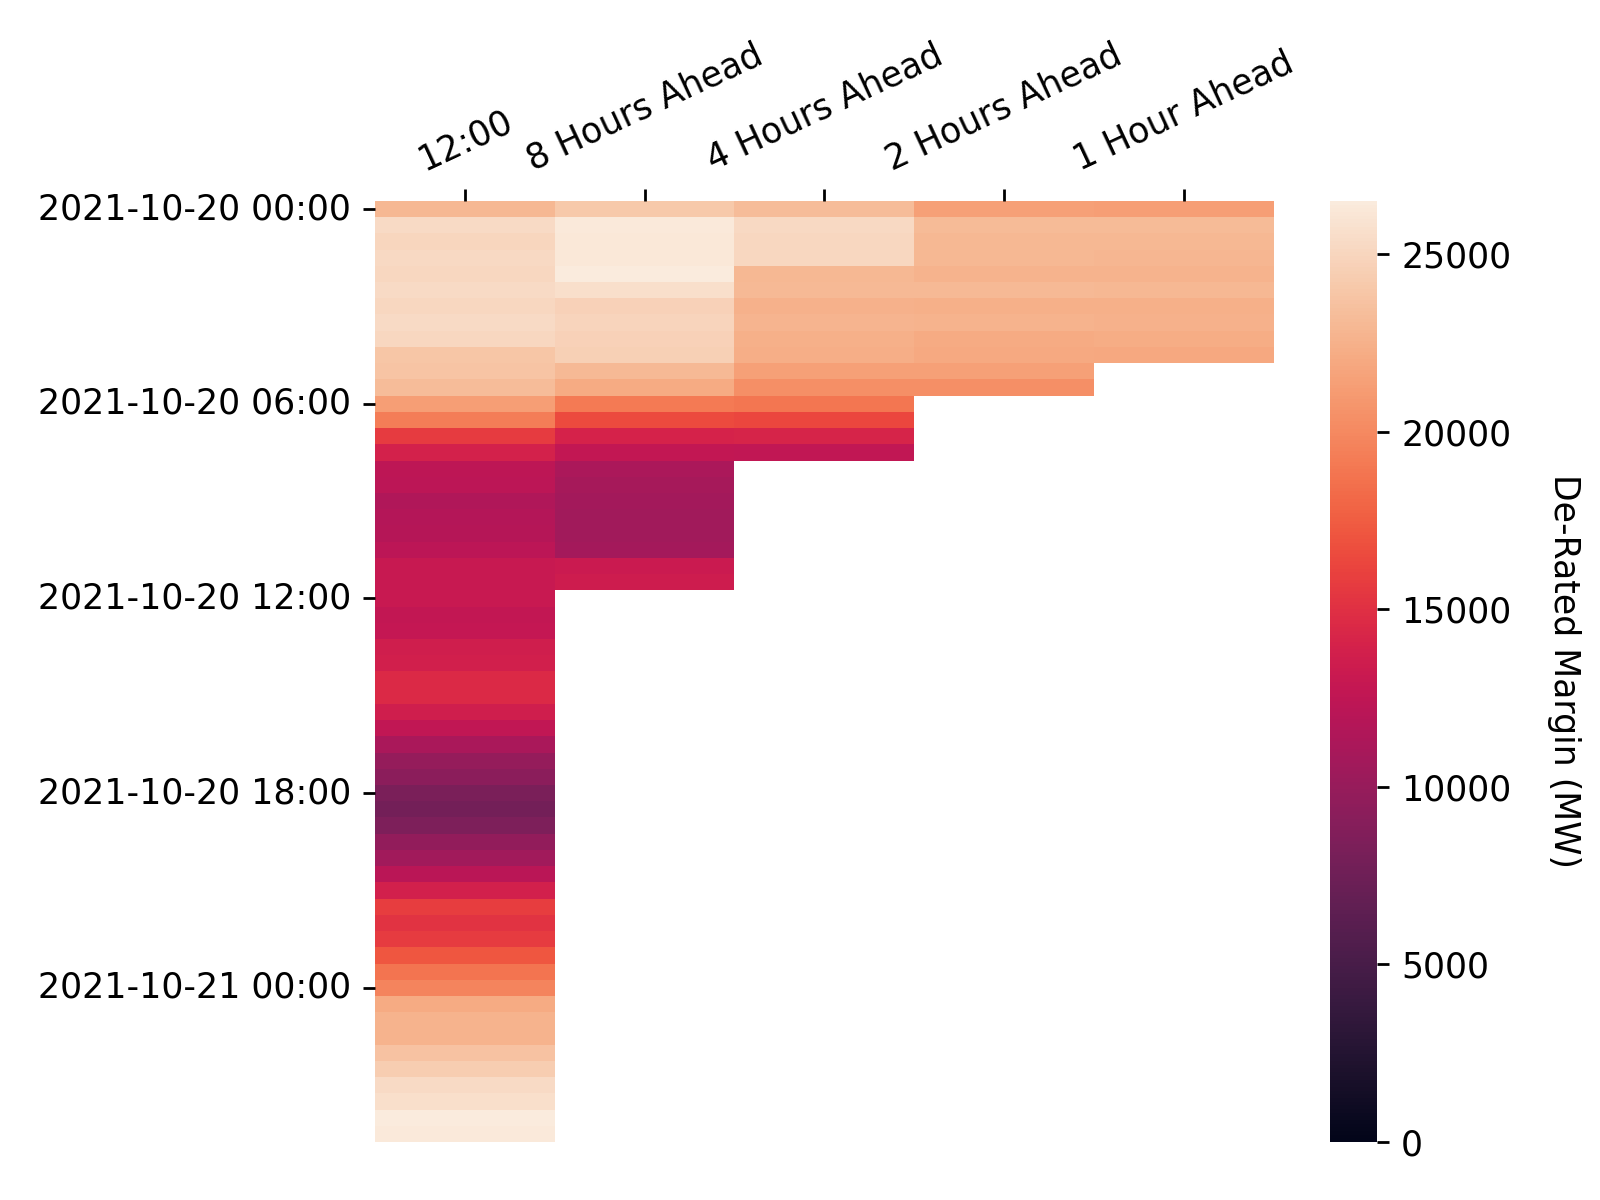 12:00
8 Hours Ahead
4 Hours Ahead
2 Hours Ahead
1 Hour Ahead
2021-10-20 00:00
2021-10-20 06:00
2021-10-20 12:00
2021-10-20 18:00
2021-10-21 00:00
25000
20000
15000
10000
5000
0
De-Rated Margin (MW)